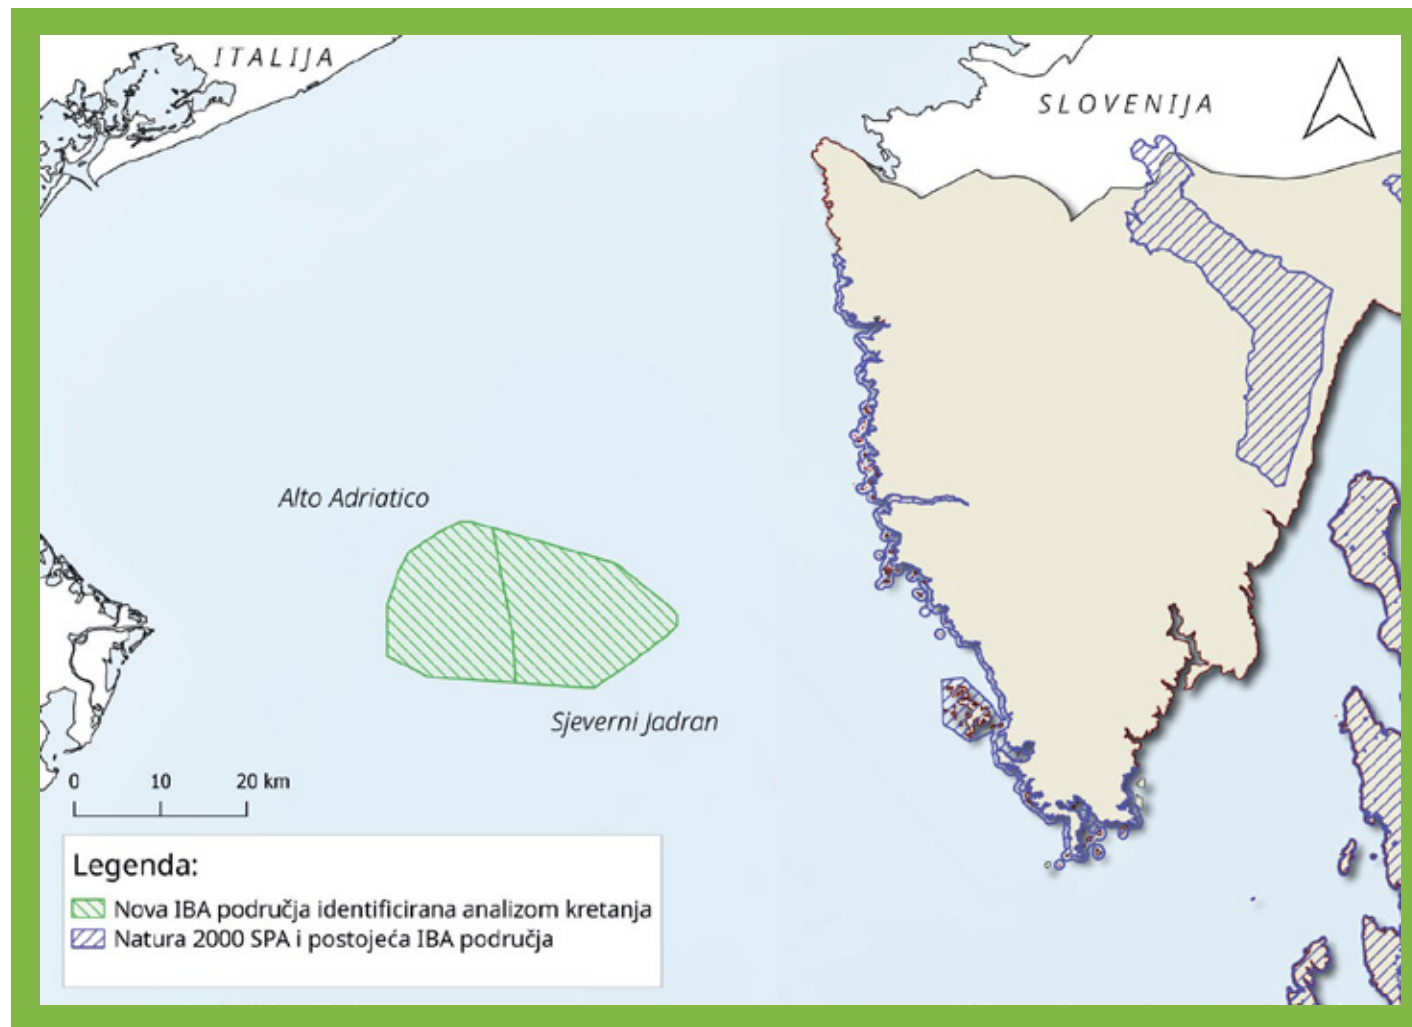 ITALIJA
SLOVENIJA
Alto Adriatico
Sjeverni Jadran
0 10 20 km
Legenda:
Nova IBA područja identificirana analizom kretanja
Natura 2000 SPA i postojeća IBA područja